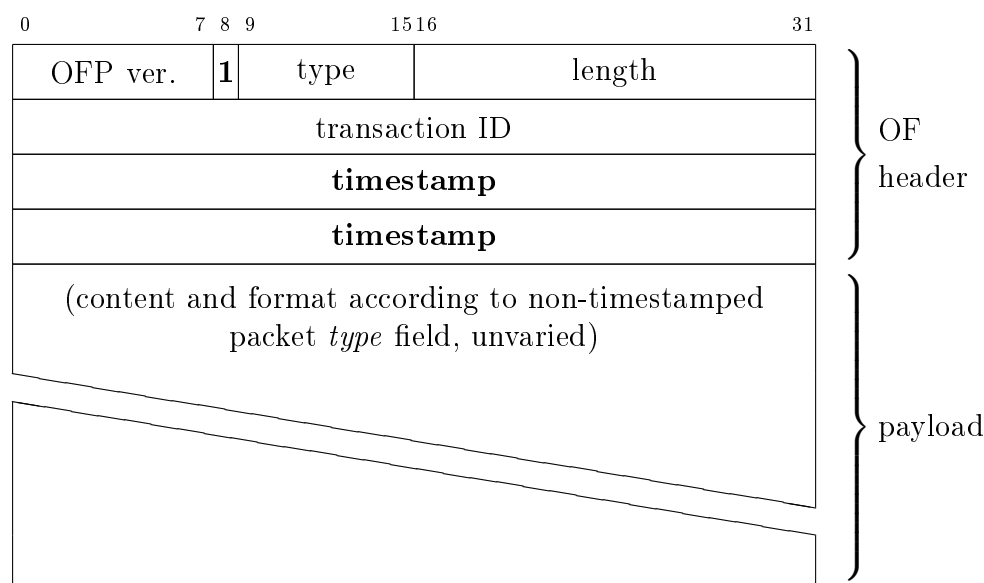 0 7 8 9 15 16 31
OFP ver. 1 type length
transaction ID
timestamp
timestamp
OF
header
(content and format according to non-timestamped
packet type field, unvaried)
payload